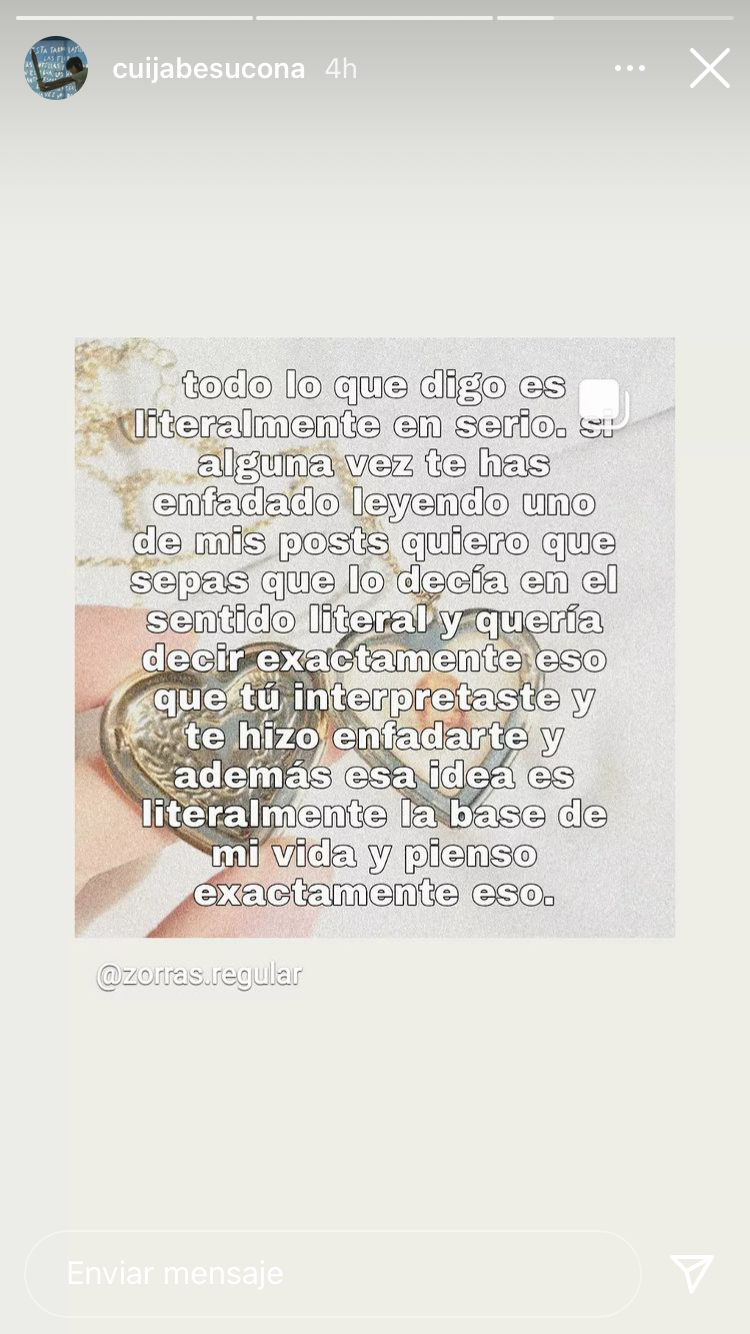 cuijabesucona 4h
todo lo que digo es
literalmente en serio. si
alguna vez te has
enfadado leyendo uno
de mis posts quiero que
sepas que lo decía en el
sentido literal y quería
decir exactamente eso
que tú interpretaste y
te hizo enfadarte y
además esa idea es
literalmente la base de
mi vida y pienso
exactamente eso.
@zorras.regular
Enviar mensaje